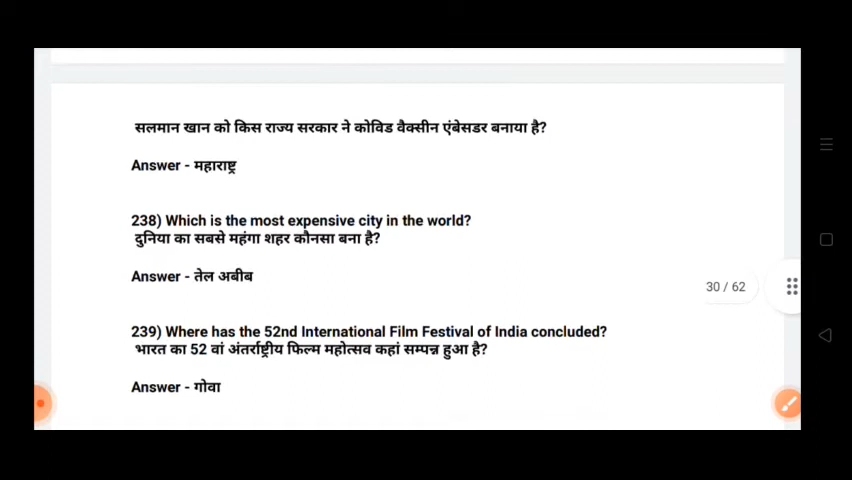 सलमान खान को किस राज्य सरकार ने कोविड वैक्सीन एंबेसडर बनाया है?
Answer - महाराष्ट्र
238) Which is the most expensive city in the world?
दुनिया का सबसे महंगा शहर कौनसा बना है?
Answer - तेल अबीब
30 / 62
239) Where has the 52nd International Film Festival of India concluded?
भारत का 52 वां अंतर्राष्ट्रीय फिल्म महोत्सव कहां सम्पन्न हुआ है?
Answer - गोवा